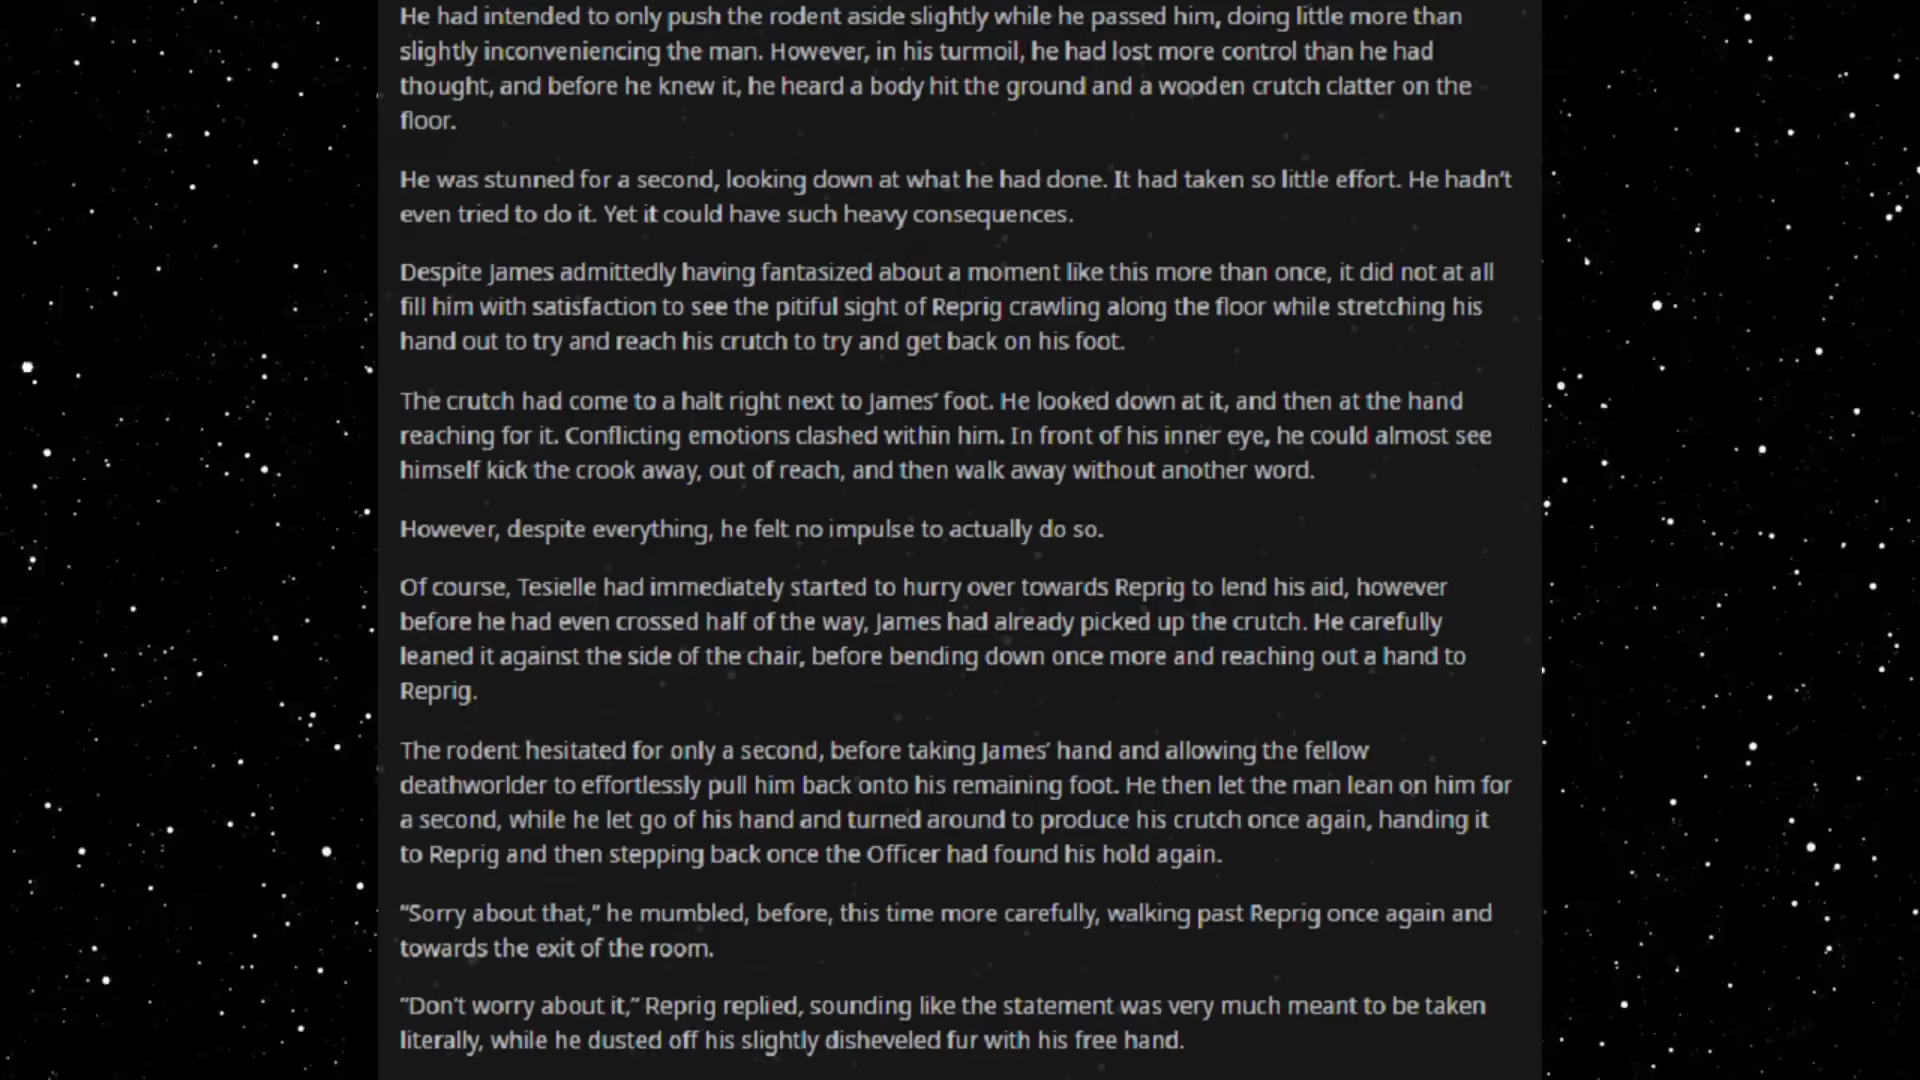 He had intended to only push the rodent aside slightly while he passed him, doing little more than
slightly inconveniencing the man. However, in his turmoil, he had lost more control than he had
thought, and before he knew it, he heard a body hit the ground and a wooden crutch clatter on the
floor.
He was stunned for a second, looking down at what he had done. It had taken so little effort. He hadn't
even tried to do it. Yet it could have such heavy consequences.
Despite James admittedly having fantasized about a moment like this more than once, it did not at all
fill him with satisfaction to see the pitiful sight of Reprig crawling along the floor while stretching his
hand out to try and reach his crutch to try and get back on his foot.
The crutch had come to a halt right next to James’ foot. He looked down at it, and then at the hand
reaching for it. Conflicting emotions clashed within him. In front of his inner eye, he could almost see
himself kick the crook away, out of reach, and then walk away without another word.
However, despite everything, he felt no impulse to actually do so.
Of course, Tesielle had immediately started to hurry over towards Reprig to lend his aid, however
before he had even crossed half of the way, James had already picked up the crutch. He carefully
leaned it against the side of the chair, before bending down once more and reaching out a hand to
Reprig.
The rodent hesitated for only a second, before taking James’ hand and allowing the fellow
deathworlder to effortlessly pull him back onto his remaining foot. He then let the man lean on him for
a second, while he let go of his hand and turned around to produce his crutch once again, handing it
to Reprig and then stepping back once the Officer had found his hold again.
“Sorry about that,” he mumbled, before, this time more carefully, walking past Reprig once again and
towards the exit of the room.
“Don’t worry about it,” Reprig replied, sounding like the statement was very much meant to be taken
literally, while he dusted off his slightly disheveled fur with his free hand.